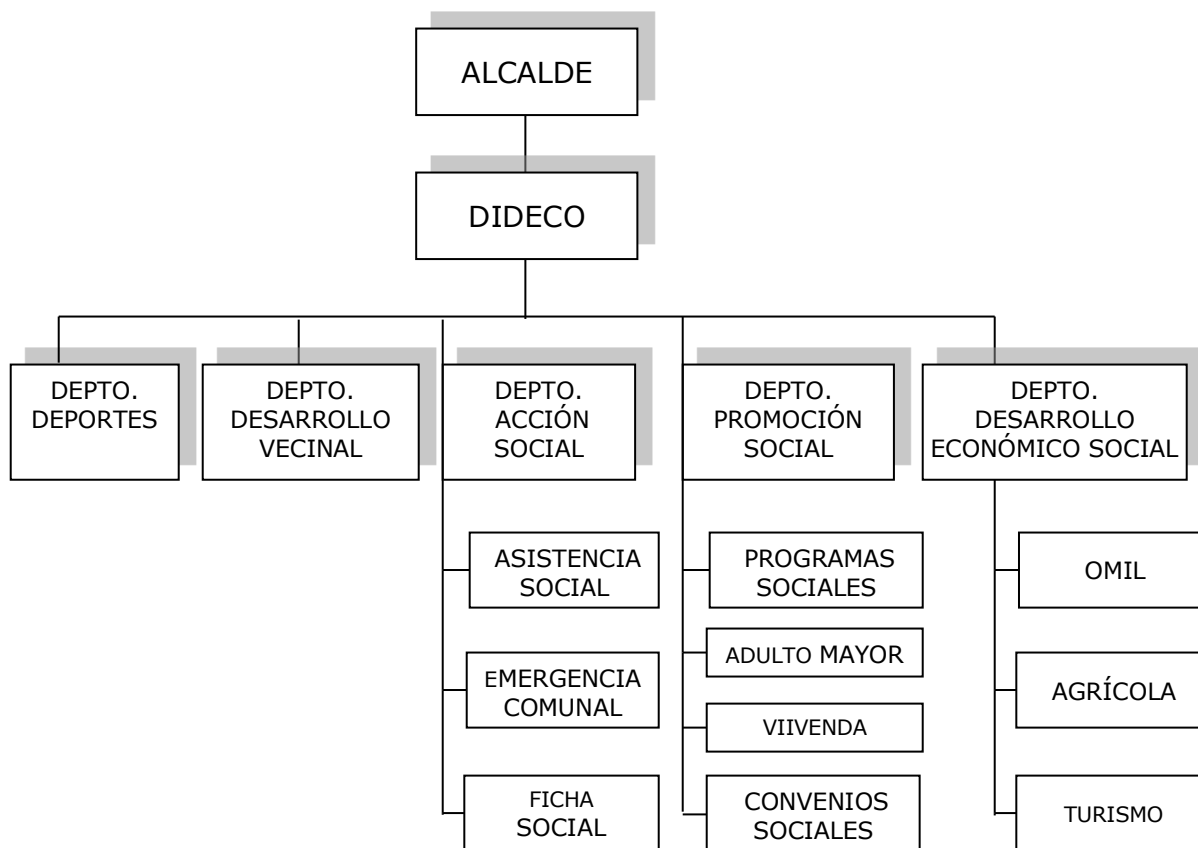 ALCALDE
DIDECO
DEPTO.
DEPORTES
DEPTO.
DESARROLLO
VECINAL
DEPTO.
ACCIÓN
SOCIAL
DEPTO.
PROMOCIÓN
SOCIAL
DEPTO.
DESARROLLO
ECONÓMICO SOCIAL
ASISTENCIA
SOCIAL
EMERGENCIA
COMUNAL
FICHA
SOCIAL
PROGRAMAS
SOCIALES
ADULTO MAYOR
VIIVENDA
CONVENIOS
SOCIALES
OMIL
AGRÍCOLA
TURISMO